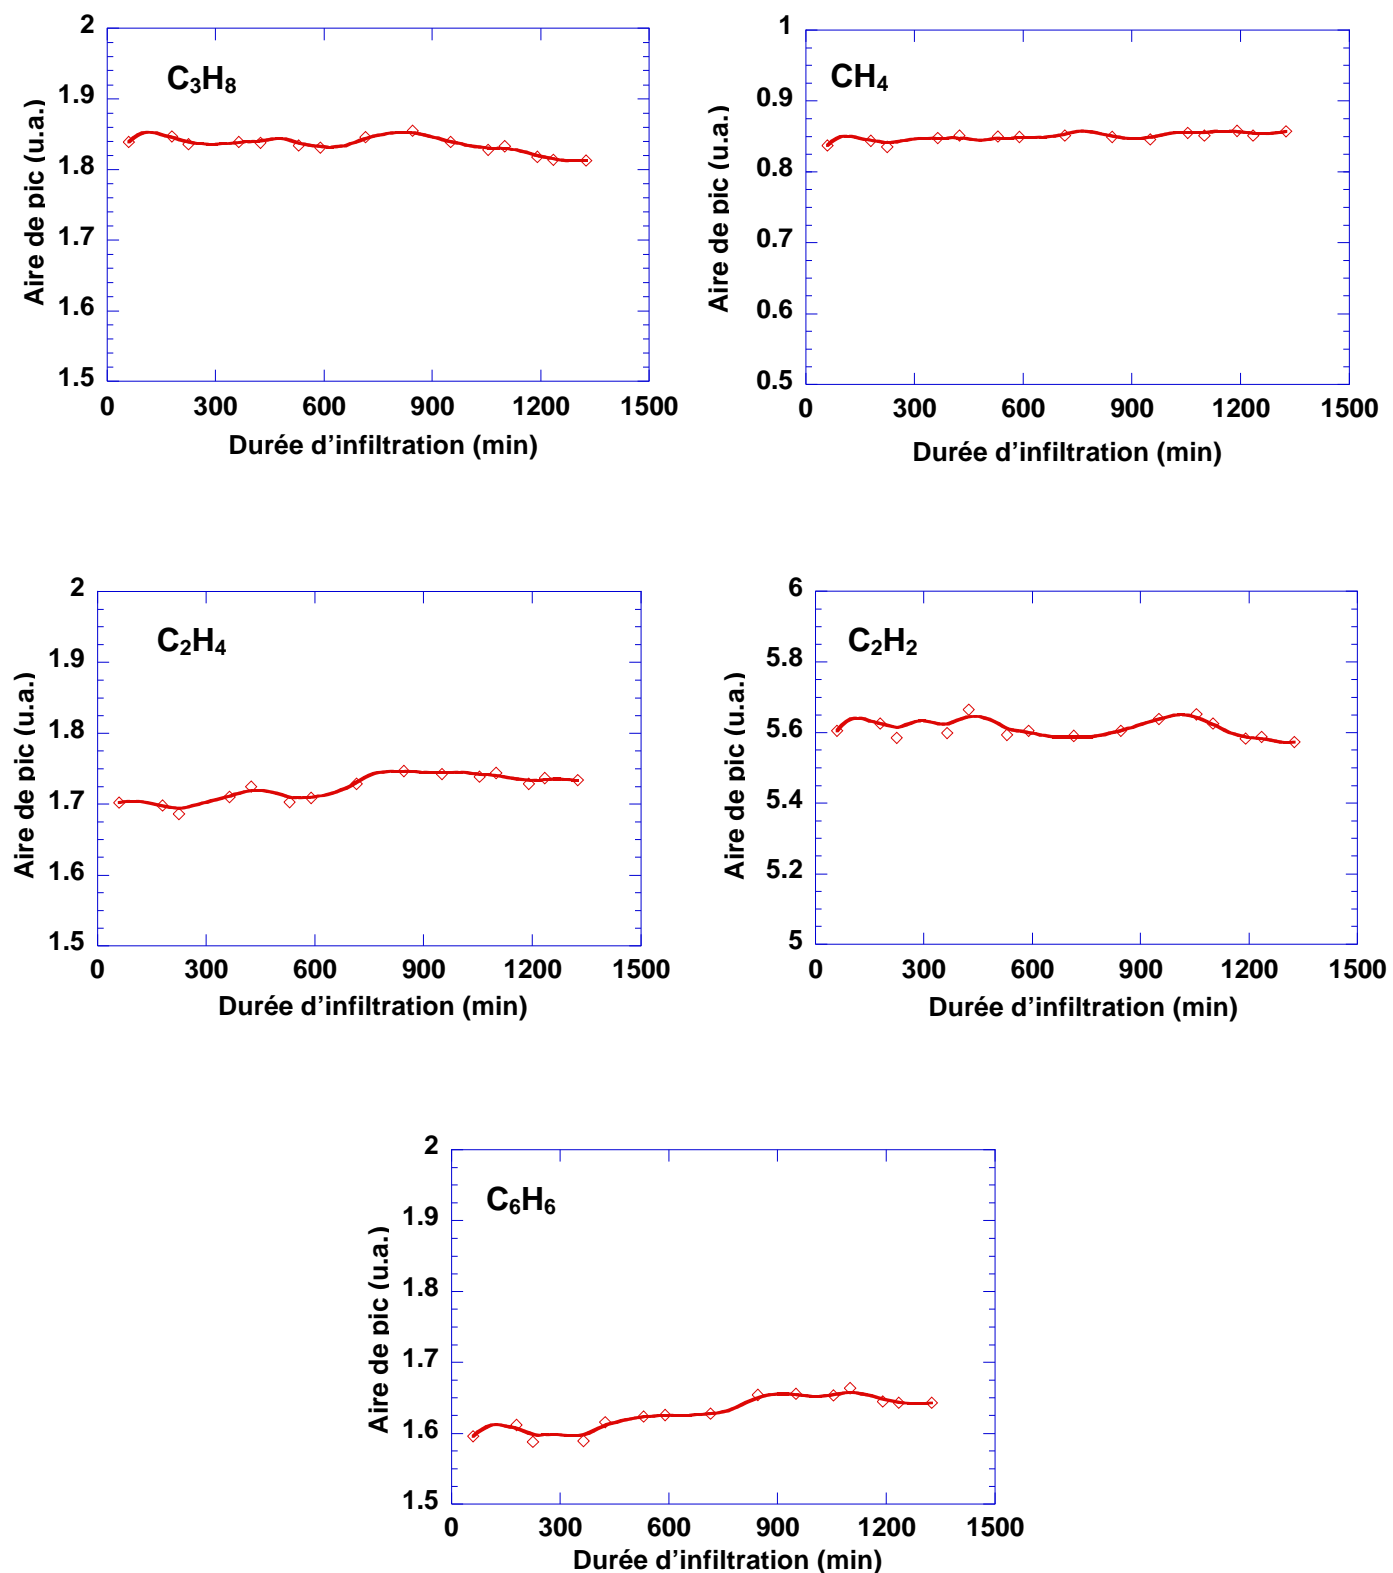 C₃H₈
Aire de pic (u.a.)
2
1.9
1.8
1.7
1.6
1.5
0 300 600 900 1200 1500
Durée d’infiltration (min)
CH₄
Aire de pic (u.a.)
1
0.9
0.8
0.7
0.6
0.5
0 300 600 900 1200 1500
Durée d’infiltration (min)
C₂H₄
Aire de pic (u.a.)
2
1.9
1.8
1.7
1.6
1.5
0 300 600 900 1200 1500
Durée d’infiltration (min)
C₂H₂
Aire de pic (u.a.)
6
5.8
5.6
5.4
5.2
5
0 300 600 900 1200 1500
Durée d’infiltration (min)
C₆H₆
Aire de pic (u.a.)
2
1.9
1.8
1.7
1.6
1.5
0 300 600 900 1200 1500
Durée d’infiltration (min)